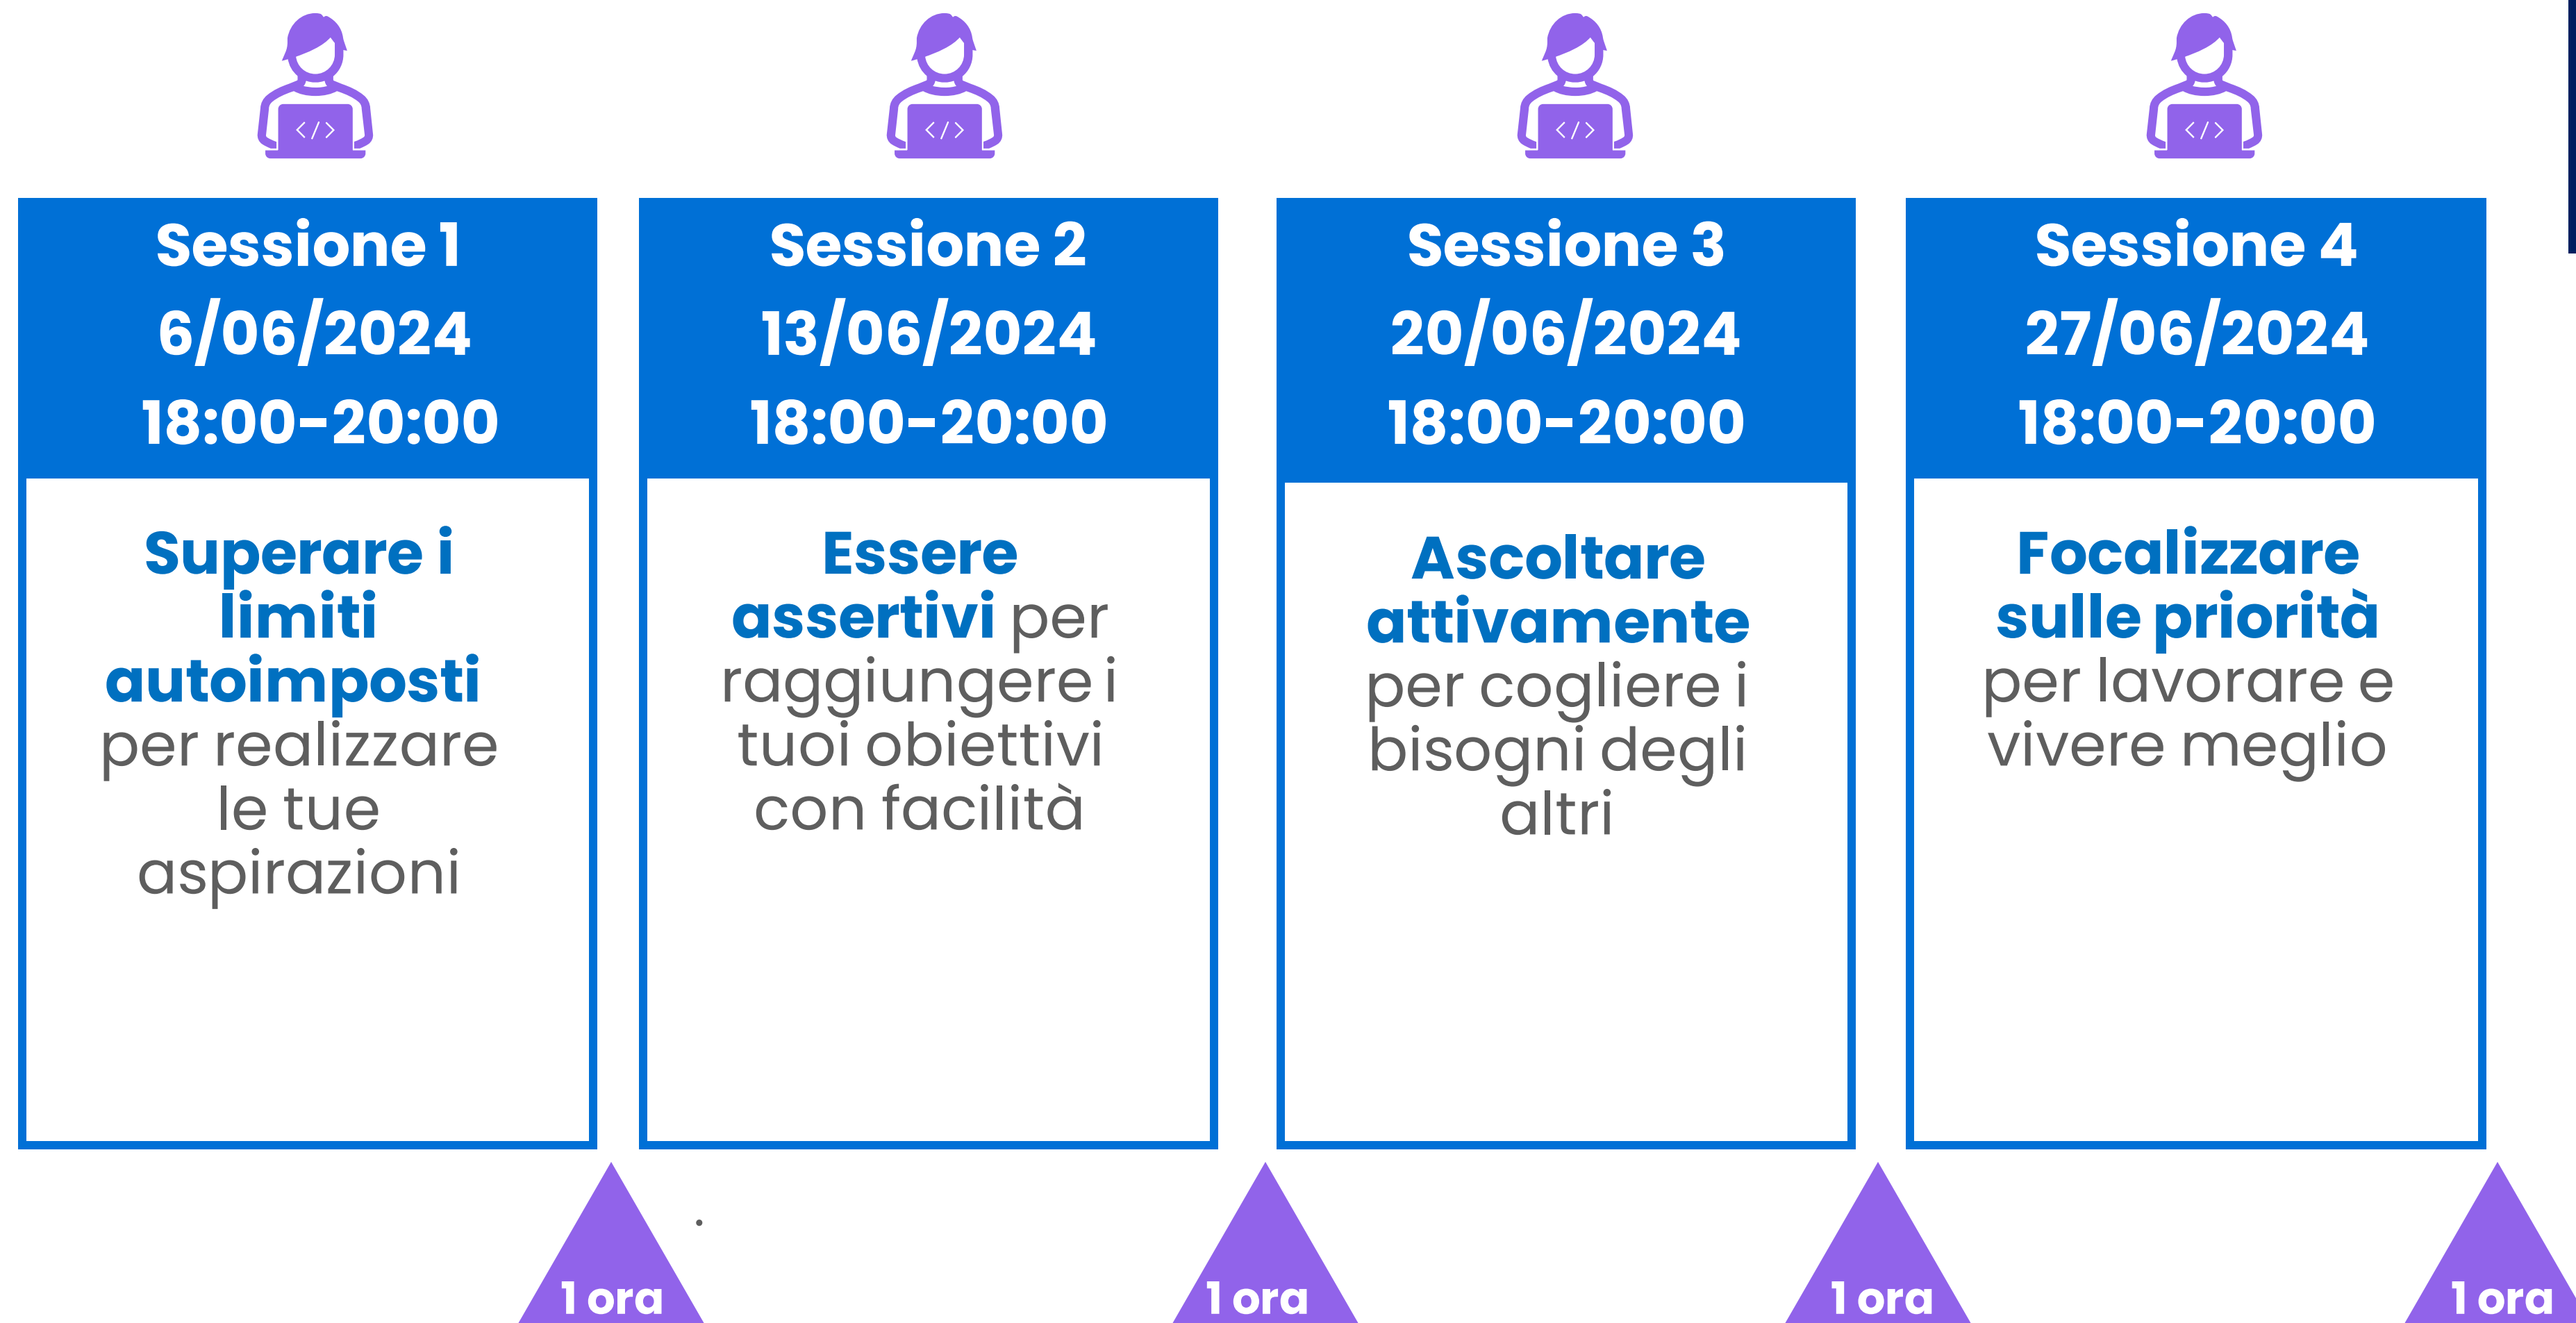 Sessione 1
6/06/2024
18:00-20:00
Superare i
limiti
autoimposti
per realizzare
le tue
aspirazioni
Sessione 2
13/06/2024
18:00-20:00
Essere
assertivi per
raggiungere i
tuoi obiettivi
con facilità
Sessione 3
20/06/2024
18:00-20:00
Ascoltare
attivamente
per cogliere i
bisogni degli
altri
Sessione 4
27/06/2024
18:00-20:00
Focalizzare
sulle priorità
per lavorare e
vivere meglio
</>
</>
</>
</>
.
1 ora
1 ora
1 ora
1 ora